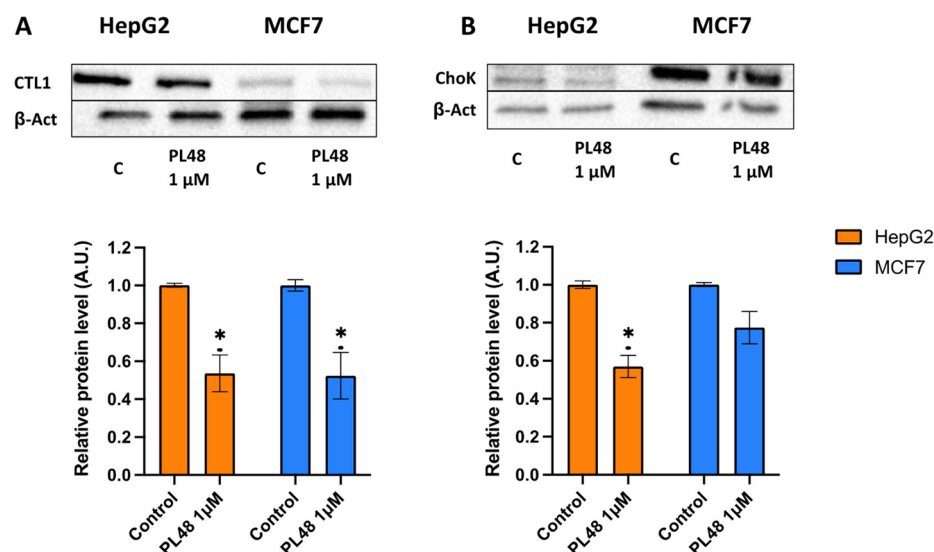 A HepG2 MCF7
CTL1
β-Act
C PL48 1 µM C PL48 1 µM
Relative protein level (A.U.)
1.2
1.0
0.8
0.6
0.4
0.2
0.0
*
*
Control PL48 1µM Control PL48 1µM
B HepG2 MCF7
ChoK
β-Act
C PL48 1 µM C PL48 1 µM
Relative protein level (A.U.)
1.2
1.0
0.8
0.6
0.4
0.2
0.0
*
Control PL48 1µM Control PL48 1µM
HepG2
MCF7